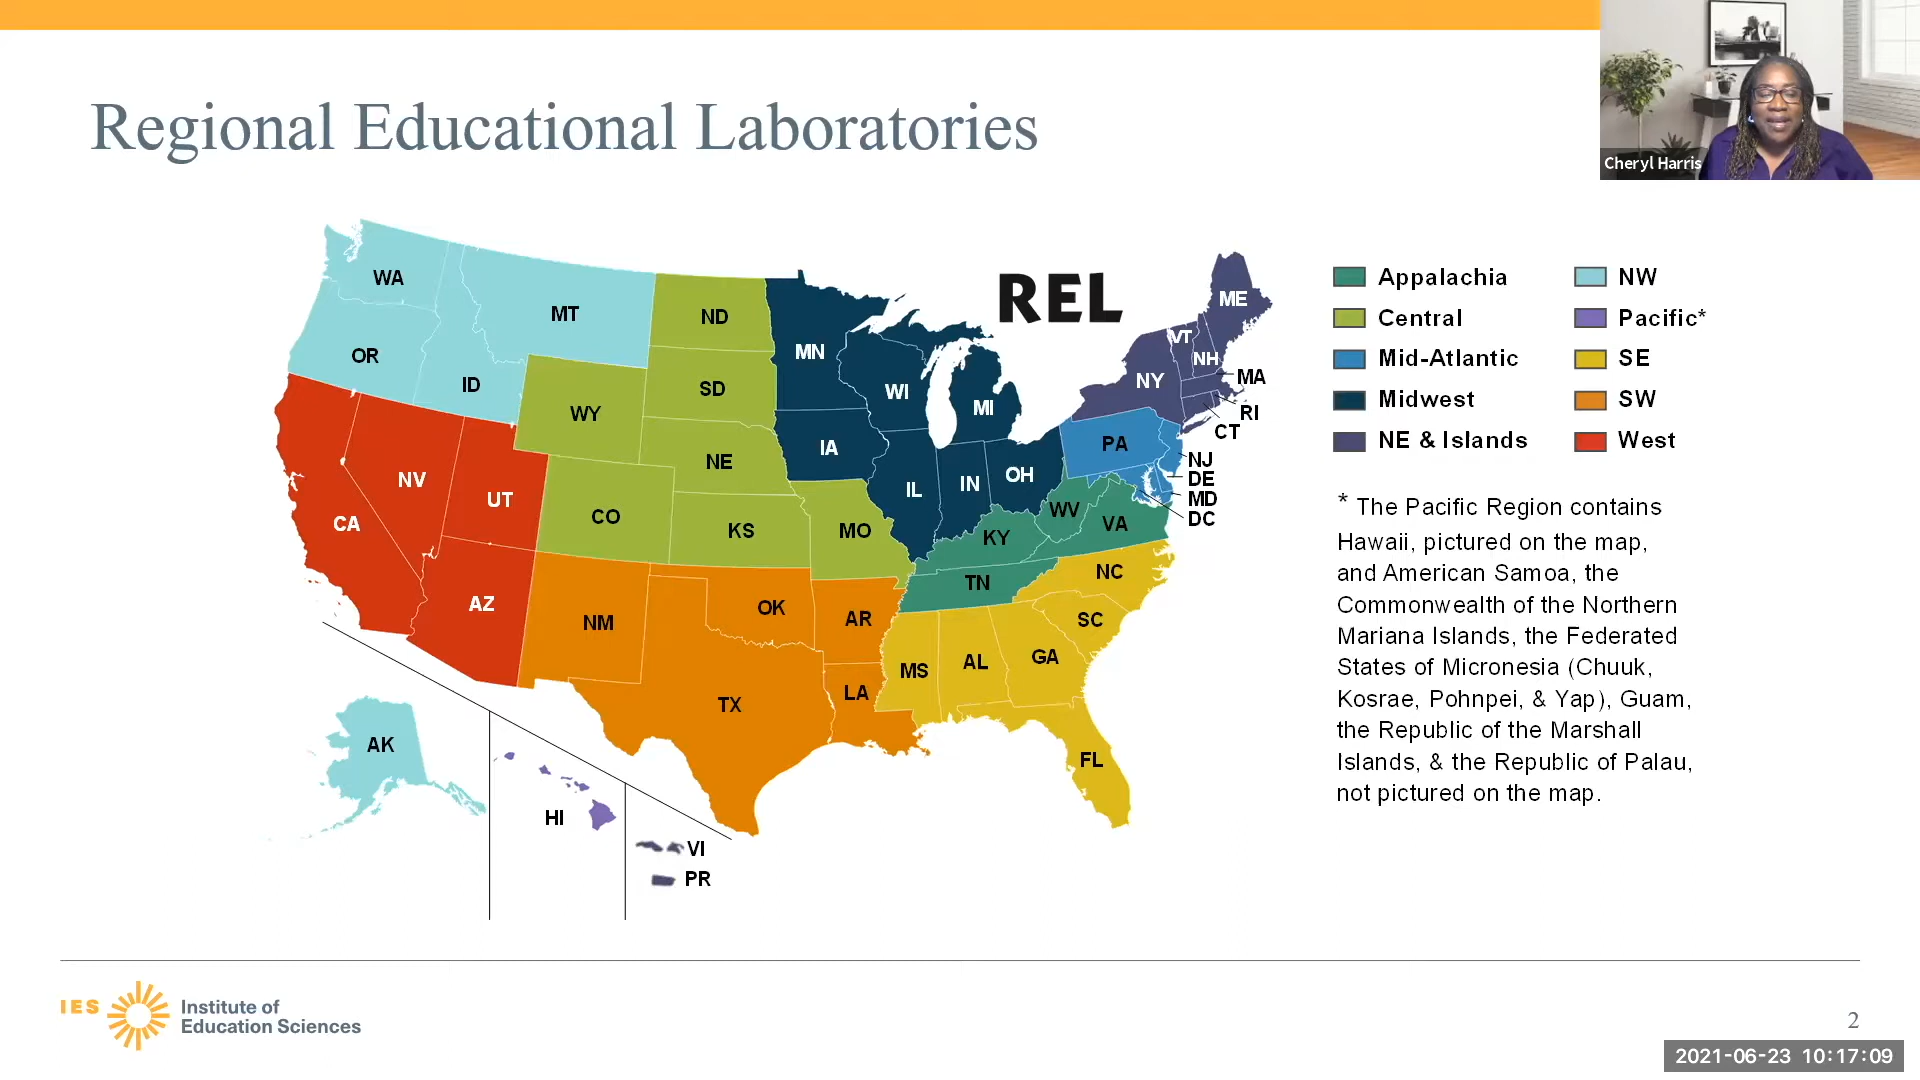 Regional Educational Laboratories
Cheryl Harris
REL
WA
MT
ND
MN
ME
VT
NH
OR
ID
SD
WI
MI
NY
MA
RI
CT
WY
NE
IA
PA
NJ
DE
MD
DC
NV
UT
CO
KS
MO
IL
IN
OH
WV
VA
KY
CA
AZ
NM
OK
AR
TN
NC
SC
TX
LA
MS
AL
GA
FL
AK
HI
VI
PR
Appalachia
Central
Mid-Atlantic
Midwest
NE & Islands
NW
Pacific*
SE
SW
West
* The Pacific Region contains
Hawaii, pictured on the map,
and American Samoa, the
Commonwealth of the Northern
Mariana Islands, the Federated
States of Micronesia (Chuuk,
Kosrae, Pohnpei, & Yap), Guam,
the Republic of the Marshall
Islands, & the Republic of Palau,
not pictured on the map.
IES
Institute of
Education Sciences
2
2021-06-23 10:17:09